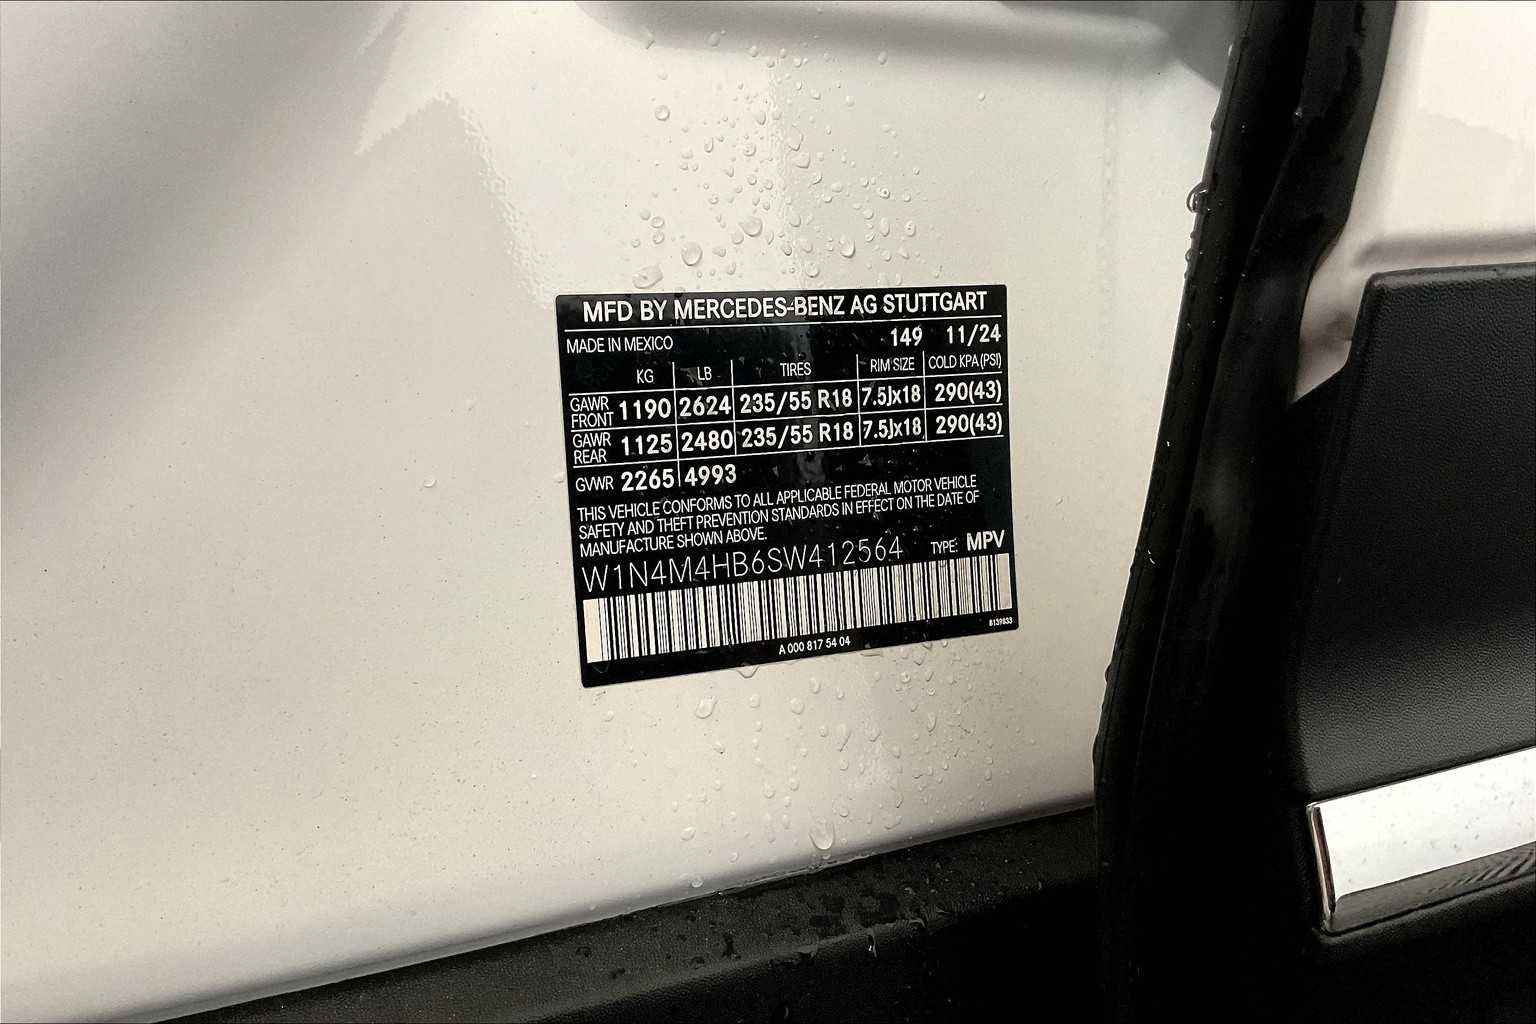 MFD BY MERCEDES-BENZ AG STUTTGART
MADE IN MEXICO 149 11/24
KG LB TIRES RIM SIZE COLD KPA (PSI)
GAWR FRONT 1190 2624 235/55 R18 7.5Jx18 290(43)
GAWR REAR 1125 2480 235/55 R18 7.5Jx18 290(43)
GVWR 2265 4993
THIS VEHICLE CONFORMS TO ALL APPLICABLE FEDERAL MOTOR VEHICLE
SAFETY AND THEFT PREVENTION STANDARDS IN EFFECT ON THE DATE OF
MANUFACTURE SHOWN ABOVE.
W1N4M4HB6SW412564 TYPE: MPV
A 000 817 54 04